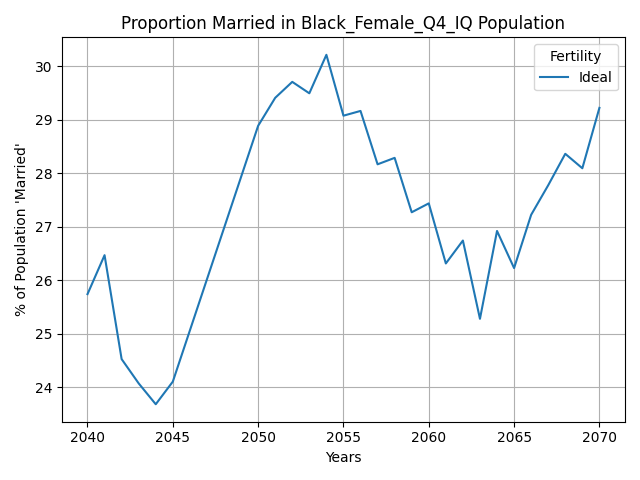 Proportion Married in Black_Female_Q4_IQ Population
Fertility
Ideal
% of Population 'Married'
30
29
28
27
26
25
24
2040 2045 2050 2055 2060 2065 2070
Years